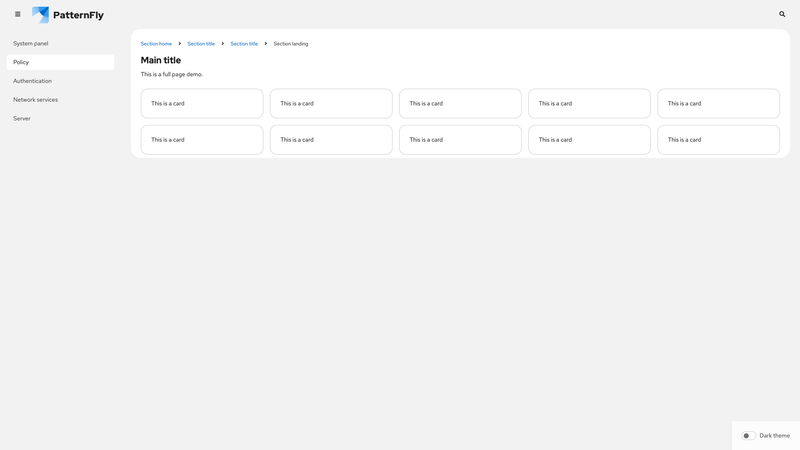 PatternFly
System panel
Policy
Authentication
Network services
Server
Section home Section title Section title Section landing
Main title
This is a full page demo.
This is a card This is a card This is a card This is a card This is a card
This is a card This is a card This is a card This is a card This is a card
Dark theme